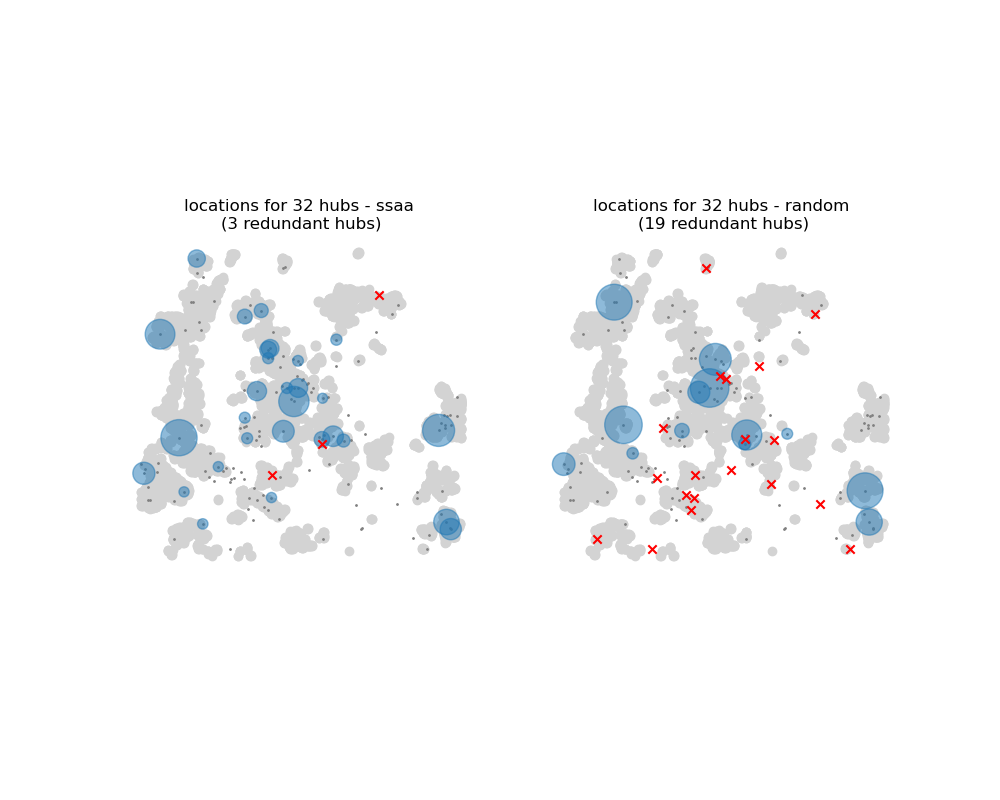 locations for 32 hubs - ssaa
(3 redundant hubs)
locations for 32 hubs - random
(19 redundant hubs)